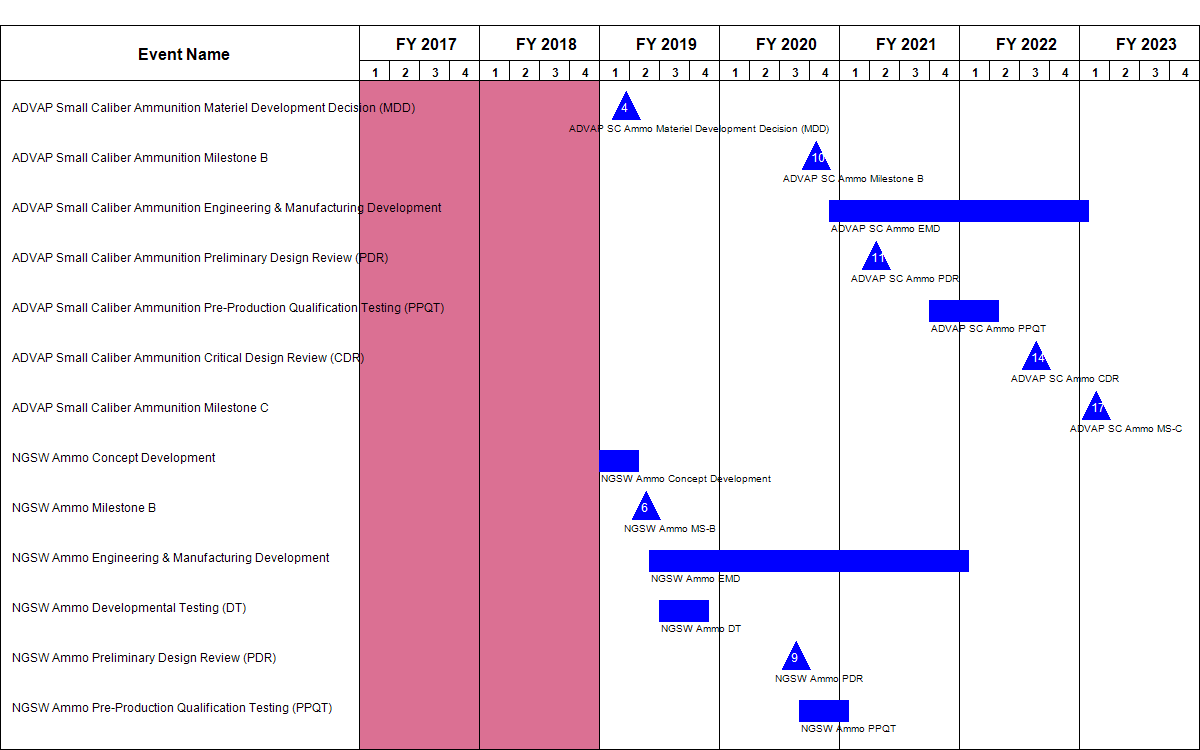 Event Name FY 2017 FY 2018 FY 2019 FY 2020 FY 2021 FY 2022 FY 2023
1 2 3 4 1 2 3 4 1 2 3 4 1 2 3 4 1 2 3 4 1 2 3 4 1 2 3 4
ADVAP Small Caliber Ammunition Materiel Development Decision (MDD) 4
ADVAP SC Ammo Materiel Development Decision (MDD)
ADVAP Small Caliber Ammunition Milestone B 10
ADVAP SC Ammo Milestone B
ADVAP Small Caliber Ammunition Engineering & Manufacturing Development
ADVAP SC Ammo EMD
ADVAP Small Caliber Ammunition Preliminary Design Review (PDR) 11
ADVAP SC Ammo PDR
ADVAP Small Caliber Ammunition Pre-Production Qualification Testing (PPQT)
ADVAP SC Ammo PPQT
ADVAP Small Caliber Ammunition Critical Design Review (CDR) 14
ADVAP SC Ammo CDR
ADVAP Small Caliber Ammunition Milestone C 17
ADVAP SC Ammo MS-C
NGSW Ammo Concept Development
NGSW Ammo Concept Development
NGSW Ammo Milestone B 6
NGSW Ammo MS-B
NGSW Ammo Engineering & Manufacturing Development
NGSW Ammo EMD
NGSW Ammo Developmental Testing (DT)
NGSW Ammo DT
NGSW Ammo Preliminary Design Review (PDR) 9
NGSW Ammo PDR
NGSW Ammo Pre-Production Qualification Testing (PPQT)
NGSW Ammo PPQT